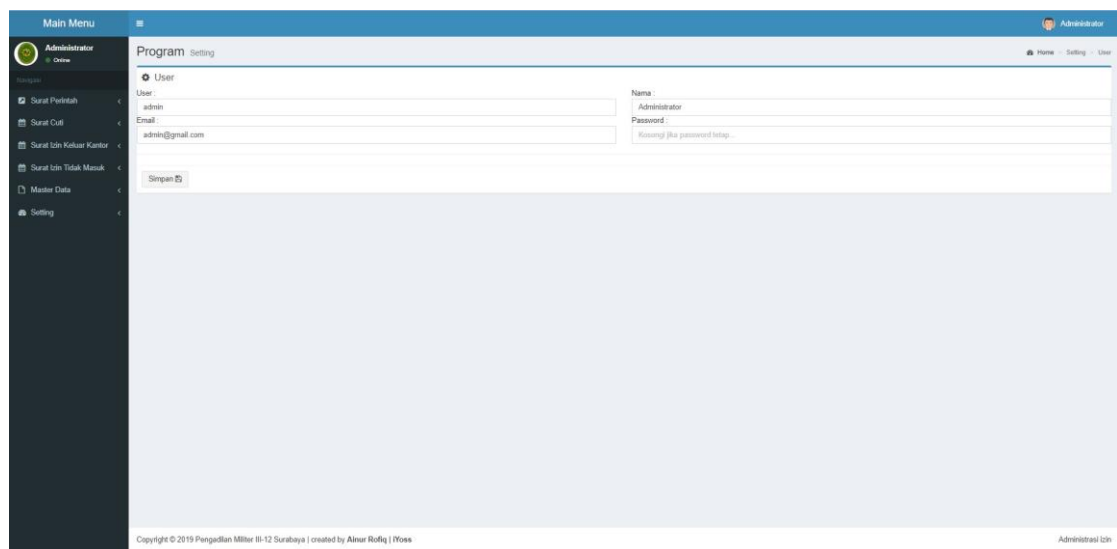 Main Menu
Administrator
Administrator
Online
Program Setting
Home > Setting > User
Navigasi
Surat Perintah
Surat Cuti
Surat Izin Keluar Kantor
Surat Izin Tidak Masuk
Master Data
Setting
User
User :
admin
Nama :
Administrator
Email :
admin@gmail.com
Password :
Kosongi jika password tetap...
Simpan
Copyright © 2019 Pengadilan Militer III-12 Surabaya | created by Ainur Rofiq | iYoss
Administrasi Izin